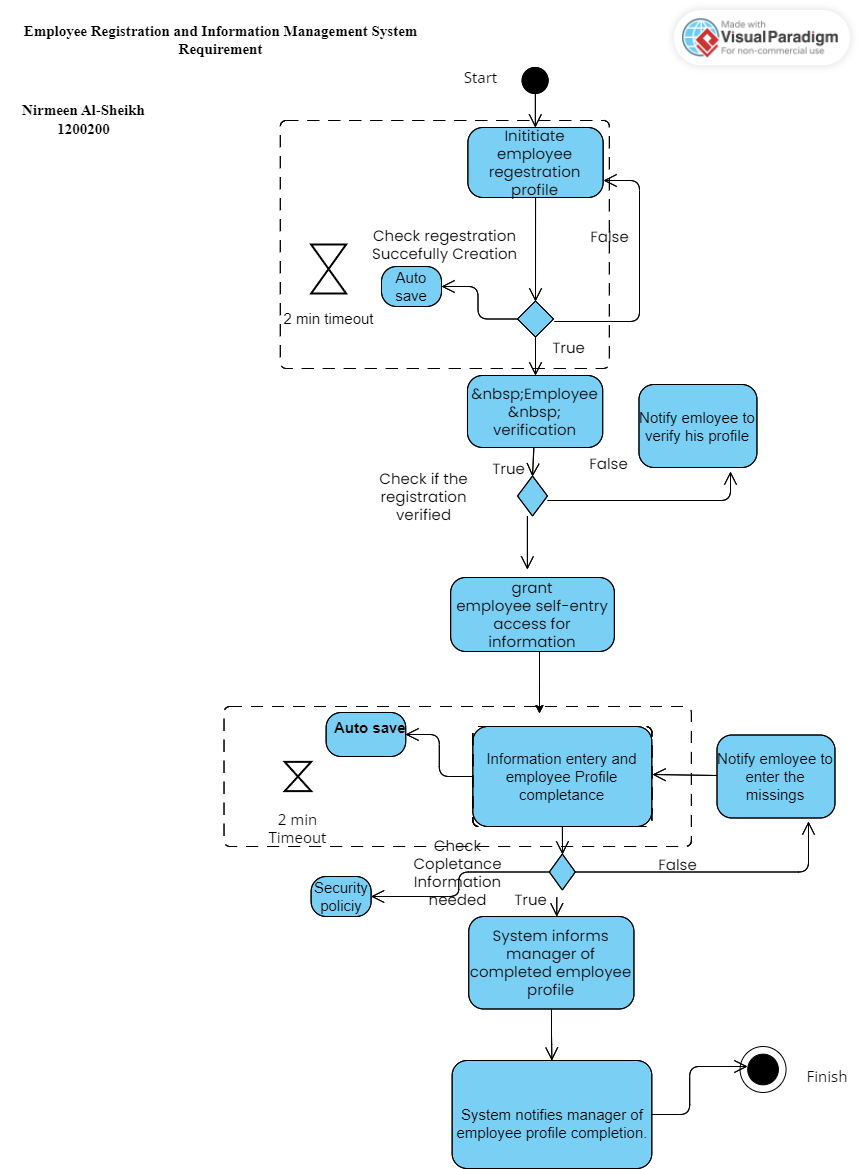 Employee Registration and Information Management System
Requirement
Made with
VisualParadigm
For non-commercial use
Start
Nirmeen Al-Sheikh
1200200
Inititiate
employee
regestration
profile
Check regestration
Succefully Creation
False
Auto
save
2 min timeout
True
&nbsp;Employee
&nbsp;
verification
Notify emloyee to
verify his profile
True
False
Check if the
registration
verified
grant
employee self-entry
access for
information
Auto save
Information entery and
employee Profile
completance
Notify emloyee to
enter the
missings
2 min
Timeout
Check
Copletance
Information
needed
False
Security
policiy
True
System informs
manager of
completed employee
profile
Finish
System notifies manager of
employee profile completion.